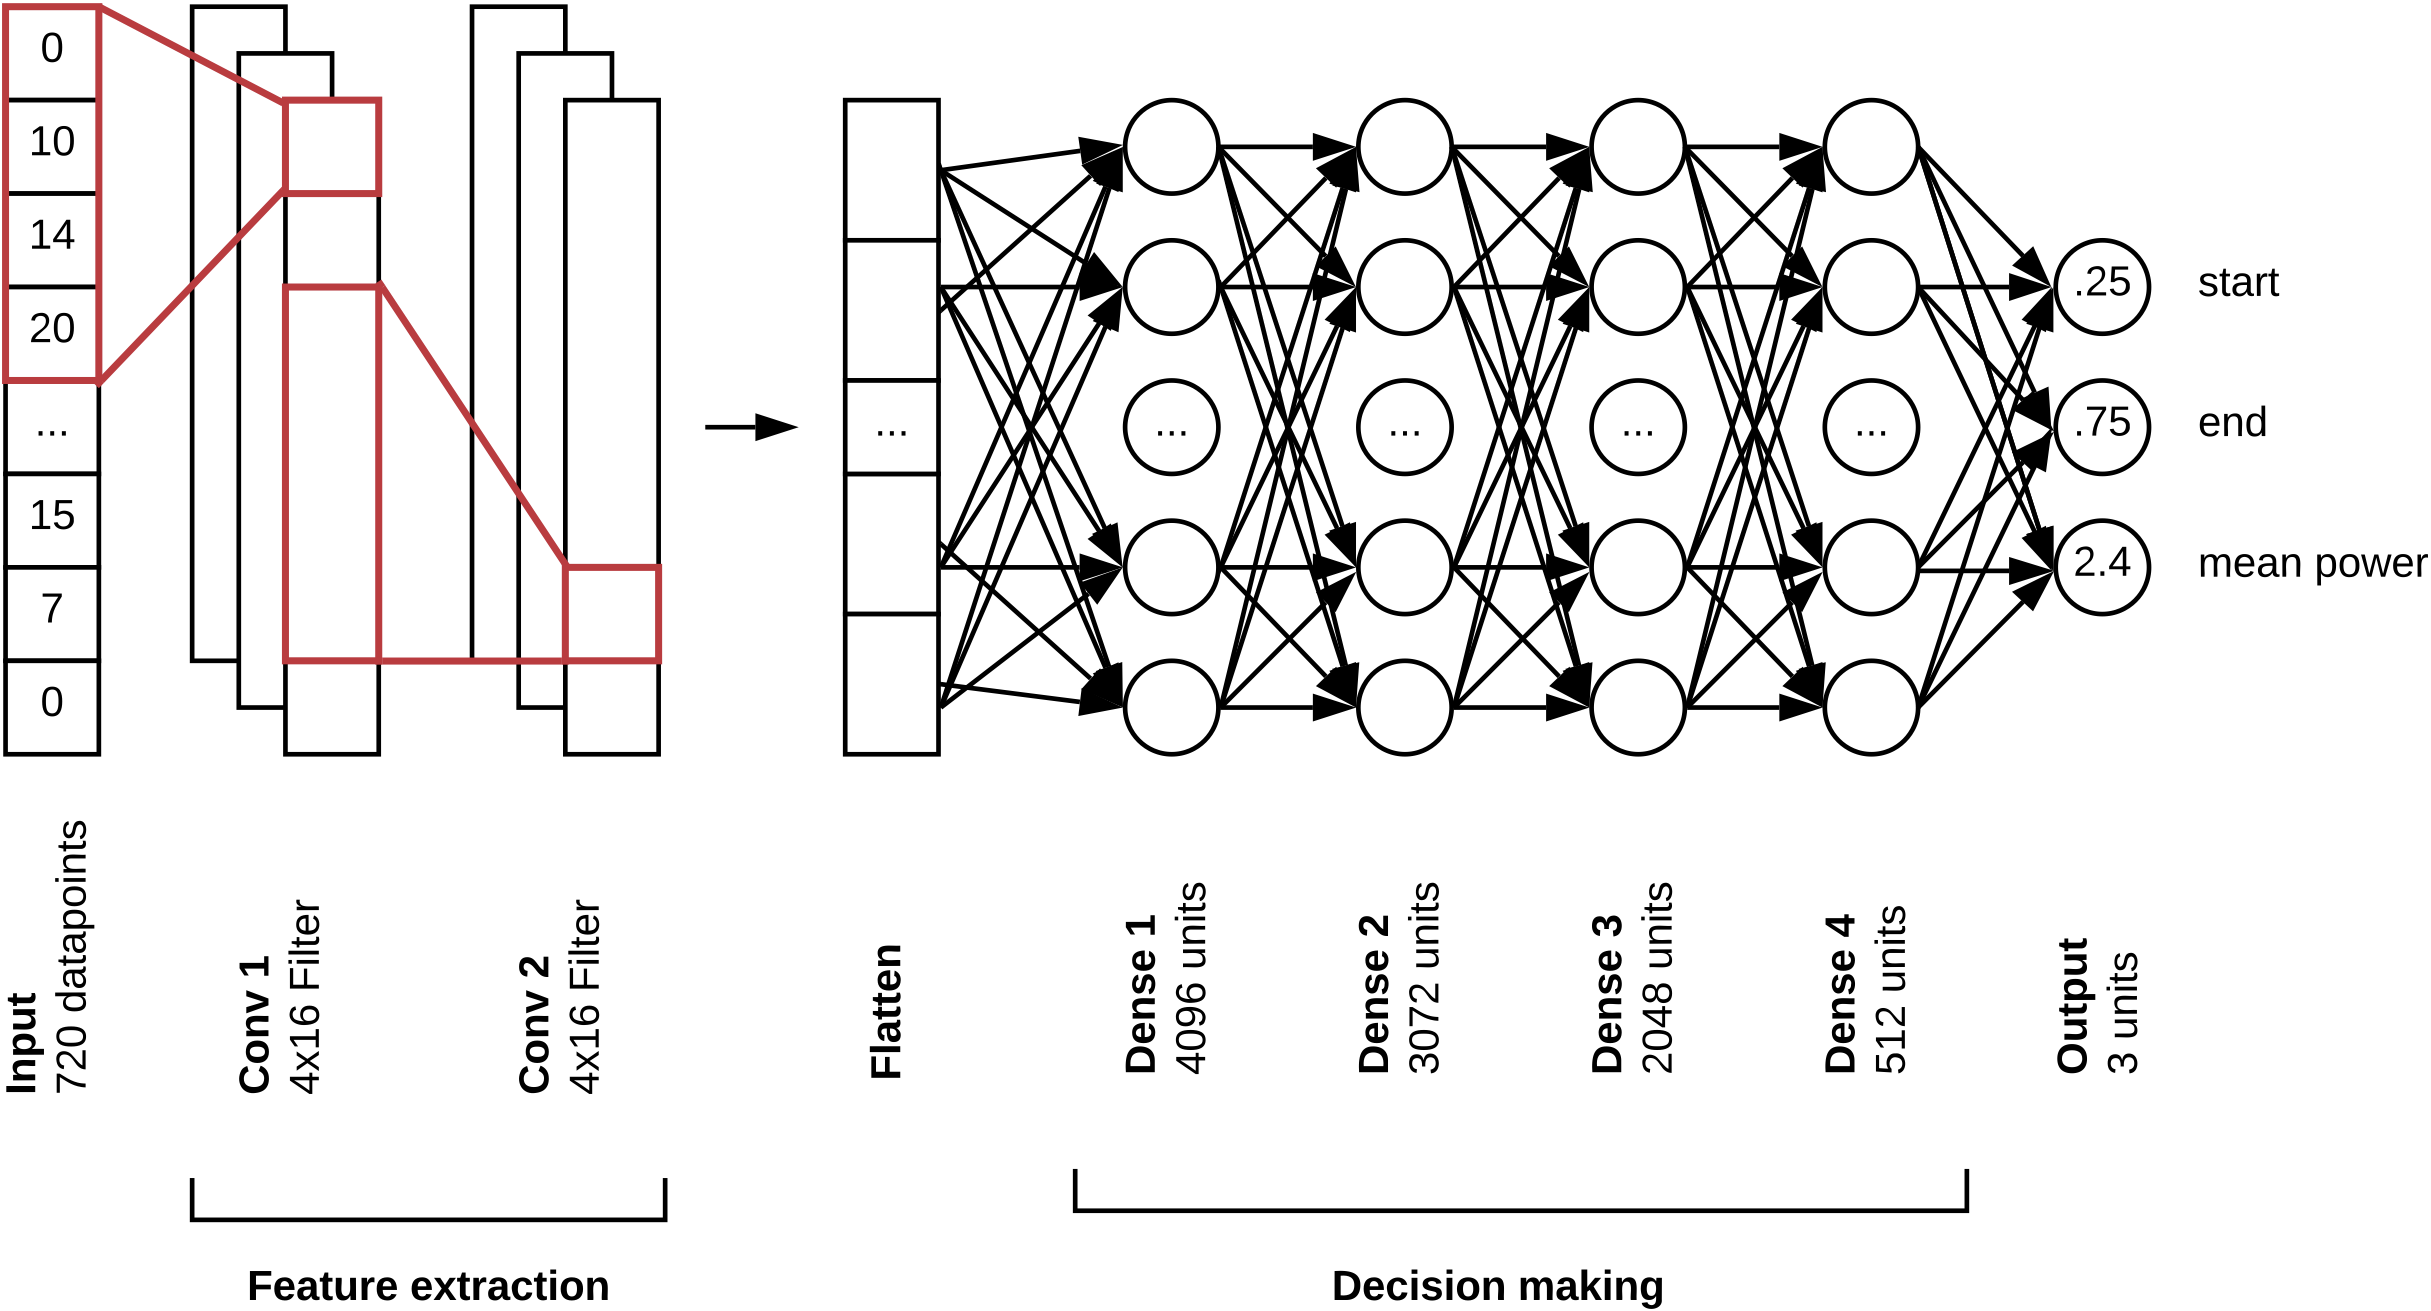 0
10
14
20
...
15
7
0
...
...
...
...
...
.25
start
.75
end
2.4
mean power
Input
720 datapoints
Conv 1
4x16 Filter
Conv 2
4x16 Filter
Flatten
Dense 1
4096 units
Dense 2
3072 units
Dense 3
2048 units
Dense 4
512 units
Output
3 units
Feature extraction
Decision making